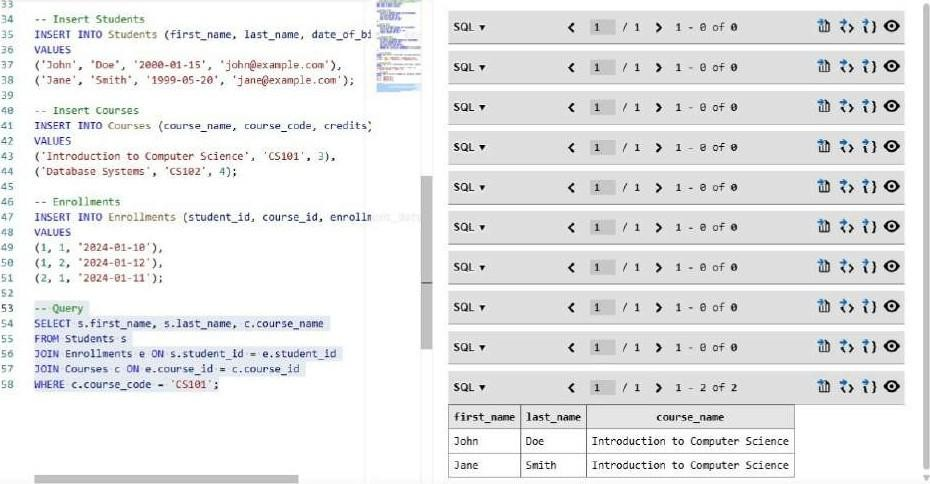 33
34 -- Insert Students
35 INSERT INTO Students (first_name, last_name, date_of_bi
36 VALUES
37 ('John', 'Doe', '2000-01-15', 'john@example.com'),
38 ('Jane', 'Smith', '1999-05-20', 'jane@example.com');
39
40 -- Insert Courses
41 INSERT INTO Courses (course_name, course_code, credits)
42 VALUES
43 ('Introduction to Computer Science', 'CS101', 3),
44 ('Database Systems', 'CS102', 4);
45
46 -- Enrollments
47 INSERT INTO Enrollments (student_id, course_id, enrollment_date
48 VALUES
49 (1, 1, '2024-01-10'),
50 (1, 2, '2024-01-12'),
51 (2, 1, '2024-01-11');
52
53 -- Query
54 SELECT s.first_name, s.last_name, c.course_name
55 FROM Students s
56 JOIN Enrollments e ON s.student_id = e.student_id
57 JOIN Courses c ON e.course_id = c.course_id
58 WHERE c.course_code = 'CS101';
SQL ▾ < 1 / 1 > 1 - 0 of 0
SQL ▾ < 1 / 1 > 1 - 0 of 0
SQL ▾ < 1 / 1 > 1 - 0 of 0
SQL ▾ < 1 / 1 > 1 - 0 of 0
SQL ▾ < 1 / 1 > 1 - 0 of 0
SQL ▾ < 1 / 1 > 1 - 0 of 0
SQL ▾ < 1 / 1 > 1 - 0 of 0
SQL ▾ < 1 / 1 > 1 - 0 of 0
SQL ▾ < 1 / 1 > 1 - 0 of 0
SQL ▾ < 1 / 1 > 1 - 2 of 2
first_name last_name course_name
John Doe Introduction to Computer Science
Jane Smith Introduction to Computer Science